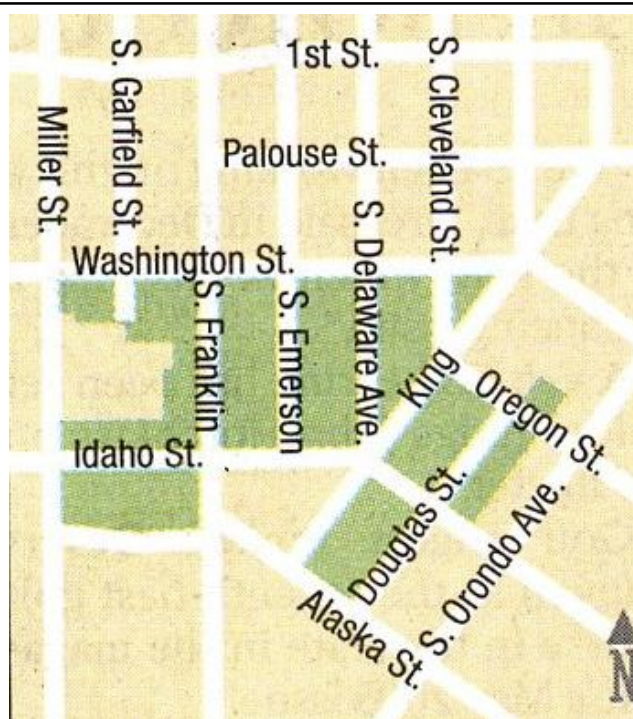 1st St.
S. Cleveland St.
S. Garfield St.
Miller St.
Palouse St.
S. Delaware Ave.
Washington St.
S. Franklin
S. Emerson
King
Oregon St.
Idaho St.
Douglas St.
S. Orondo Ave.
Alaska St.
N